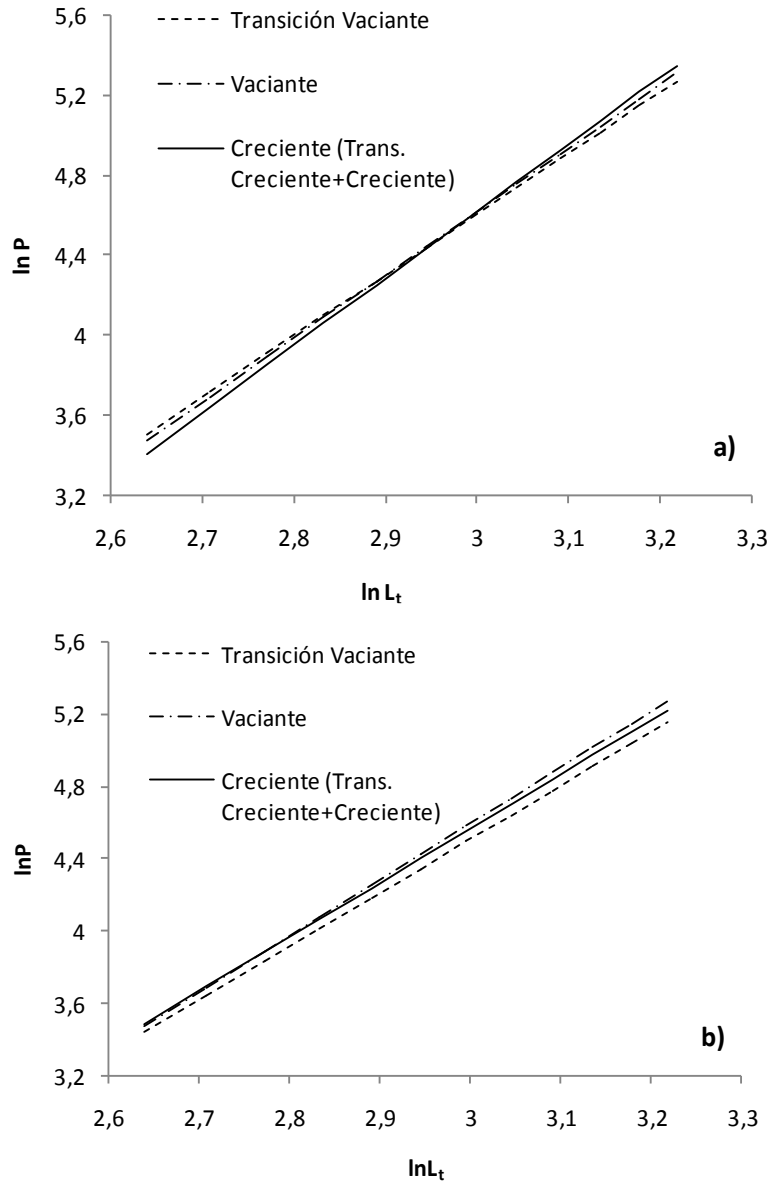 5,6
5,2
4,8
4,4
4
3,6
3,2
ln P
Transición Vaciante
Vaciante
Creciente (Trans.
Creciente+Creciente)
a)
2,6 2,7 2,8 2,9 3 3,1 3,2 3,3
ln Lt
5,6
5,2
4,8
4,4
4
3,6
3,2
lnP
Transición Vaciante
Vaciante
Creciente (Trans.
Creciente+Creciente)
b)
2,6 2,7 2,8 2,9 3 3,1 3,2 3,3
lnLt